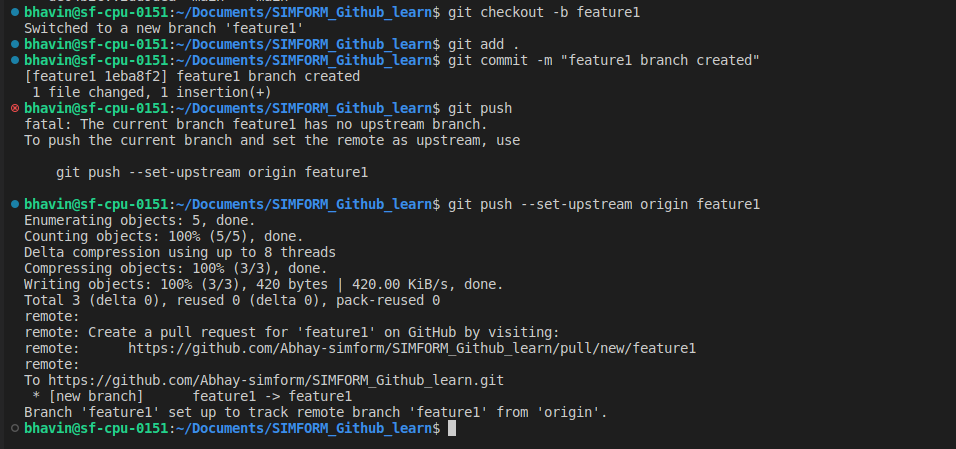 bhavin@sf-cpu-0151:~/Documents/SIMFORM_Github_learn$ git checkout -b feature1
Switched to a new branch 'feature1'
bhavin@sf-cpu-0151:~/Documents/SIMFORM_Github_learn$ git add .
bhavin@sf-cpu-0151:~/Documents/SIMFORM_Github_learn$ git commit -m "feature1 branch created"
[feature1 1eba8f2] feature1 branch created
 1 file changed, 1 insertion(+)
bhavin@sf-cpu-0151:~/Documents/SIMFORM_Github_learn$ git push
fatal: The current branch feature1 has no upstream branch.
To push the current branch and set the remote as upstream, use
    git push --set-upstream origin feature1
bhavin@sf-cpu-0151:~/Documents/SIMFORM_Github_learn$ git push --set-upstream origin feature1
Enumerating objects: 5, done.
Counting objects: 100% (5/5), done.
Delta compression using up to 8 threads
Compressing objects: 100% (3/3), done.
Writing objects: 100% (3/3), 420 bytes | 420.00 KiB/s, done.
Total 3 (delta 0), reused 0 (delta 0), pack-reused 0
remote:
remote: Create a pull request for 'feature1' on GitHub by visiting:
remote:      https://github.com/Abhay-simform/SIMFORM_Github_learn/pull/new/feature1
remote:
To https://github.com/Abhay-simform/SIMFORM_Github_learn.git
 * [new branch]      feature1 -> feature1
Branch 'feature1' set up to track remote branch 'feature1' from 'origin'.
bhavin@sf-cpu-0151:~/Documents/SIMFORM_Github_learn$